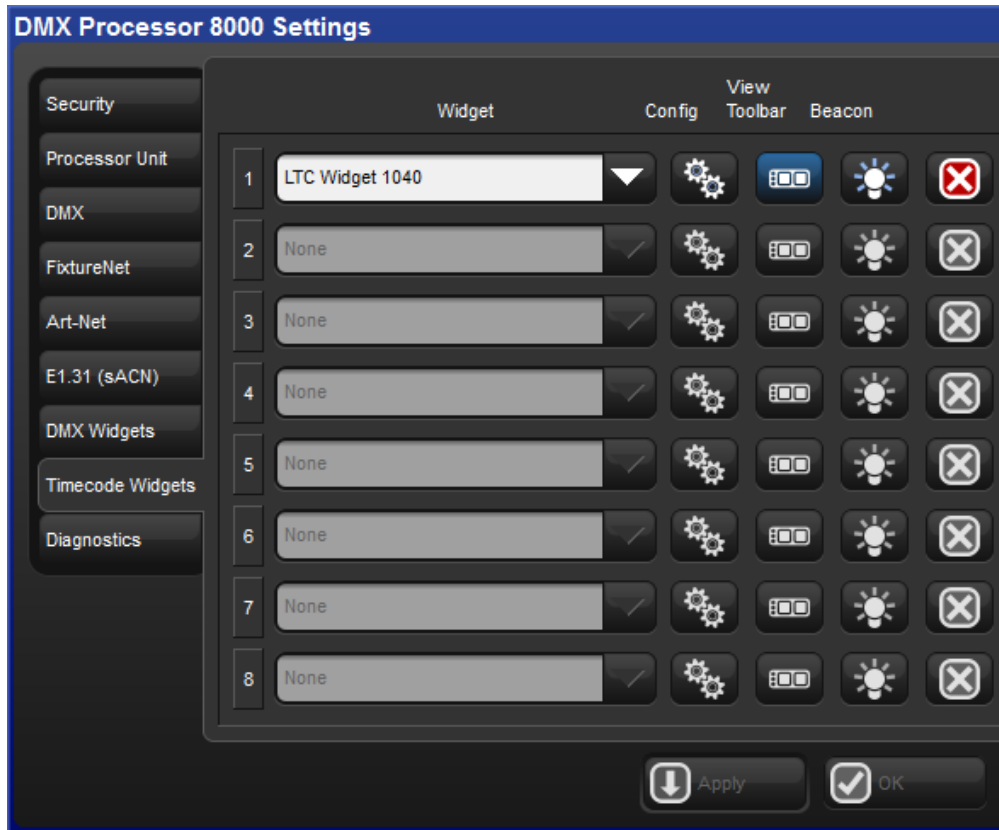 DMX Processor 8000 Settings
Security
Processor Unit
DMX
FixtureNet
Art-Net
E1.31 (sACN)
DMX Widgets
Timecode Widgets
Diagnostics
Widget Config View Toolbar Beacon
1 LTC Widget 1040
2 None
3 None
4 None
5 None
6 None
7 None
8 None
Apply OK